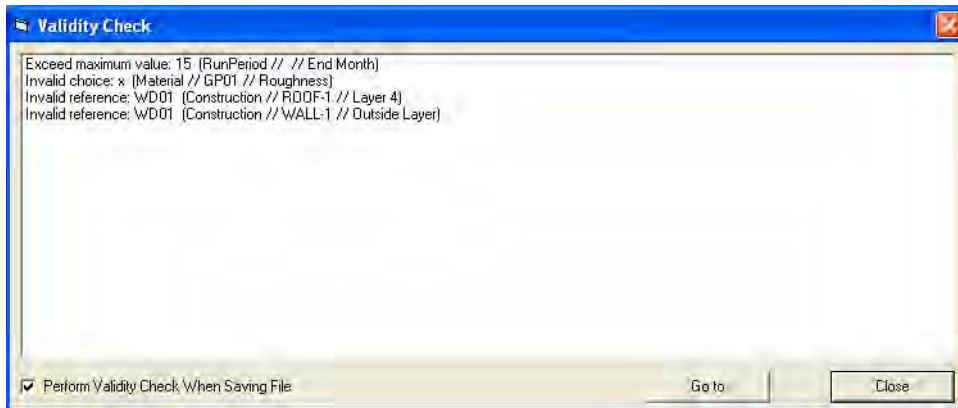 Validity Check
Exceed maximum value: 15 (RunPeriod // // End Month)
Invalid choice: x (Material // GP01 // Roughness)
Invalid reference: WD01 (Construction // ROOF-1 // Layer 4)
Invalid reference: WD01 (Construction // WALL-1 // Outside Layer)
Perform Validity Check When Saving File
Go to
Close